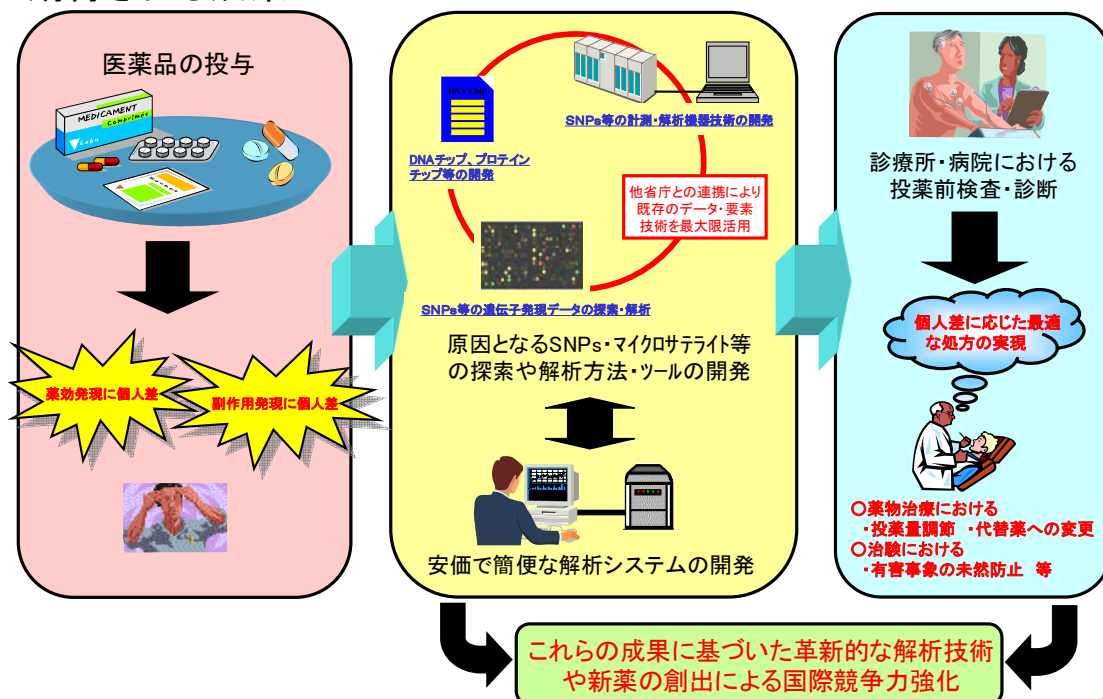 医薬品の投与
MEDICAMENT
Comprimes
Labo
薬効発現に個人差
副作用発現に個人差
DNA Chip
SNPs等の計測・解析機器技術の開発
DNAチップ、プロテイン
チップ等の開発
他省庁との連携により
既存のデータ・要素
技術を最大限活用
SNPs等の遺伝子発現データの探索・解析
原因となるSNPs・マイクロサテライト等
の探索や解析方法・ツールの開発
安価で簡便な解析システムの開発
診療所・病院における
投薬前検査・診断
個人差に応じた最適
な処方の実現
〇薬物治療における
・投薬量調節 ・代替薬への変更
〇治験における
・有害事象の未然防止 等
これらの成果に基づいた革新的な解析技術
や新薬の創出による国際競争力強化